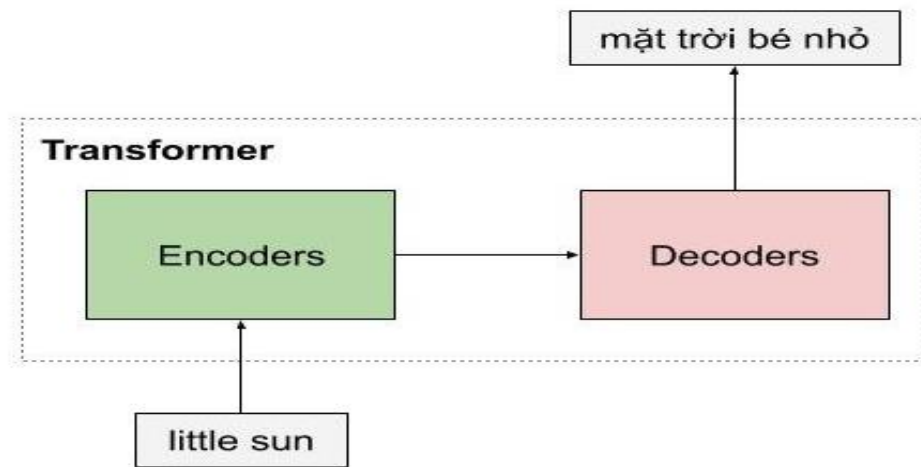 mặt trời bé nhỏ
Transformer
Encoders
Decoders
little sun